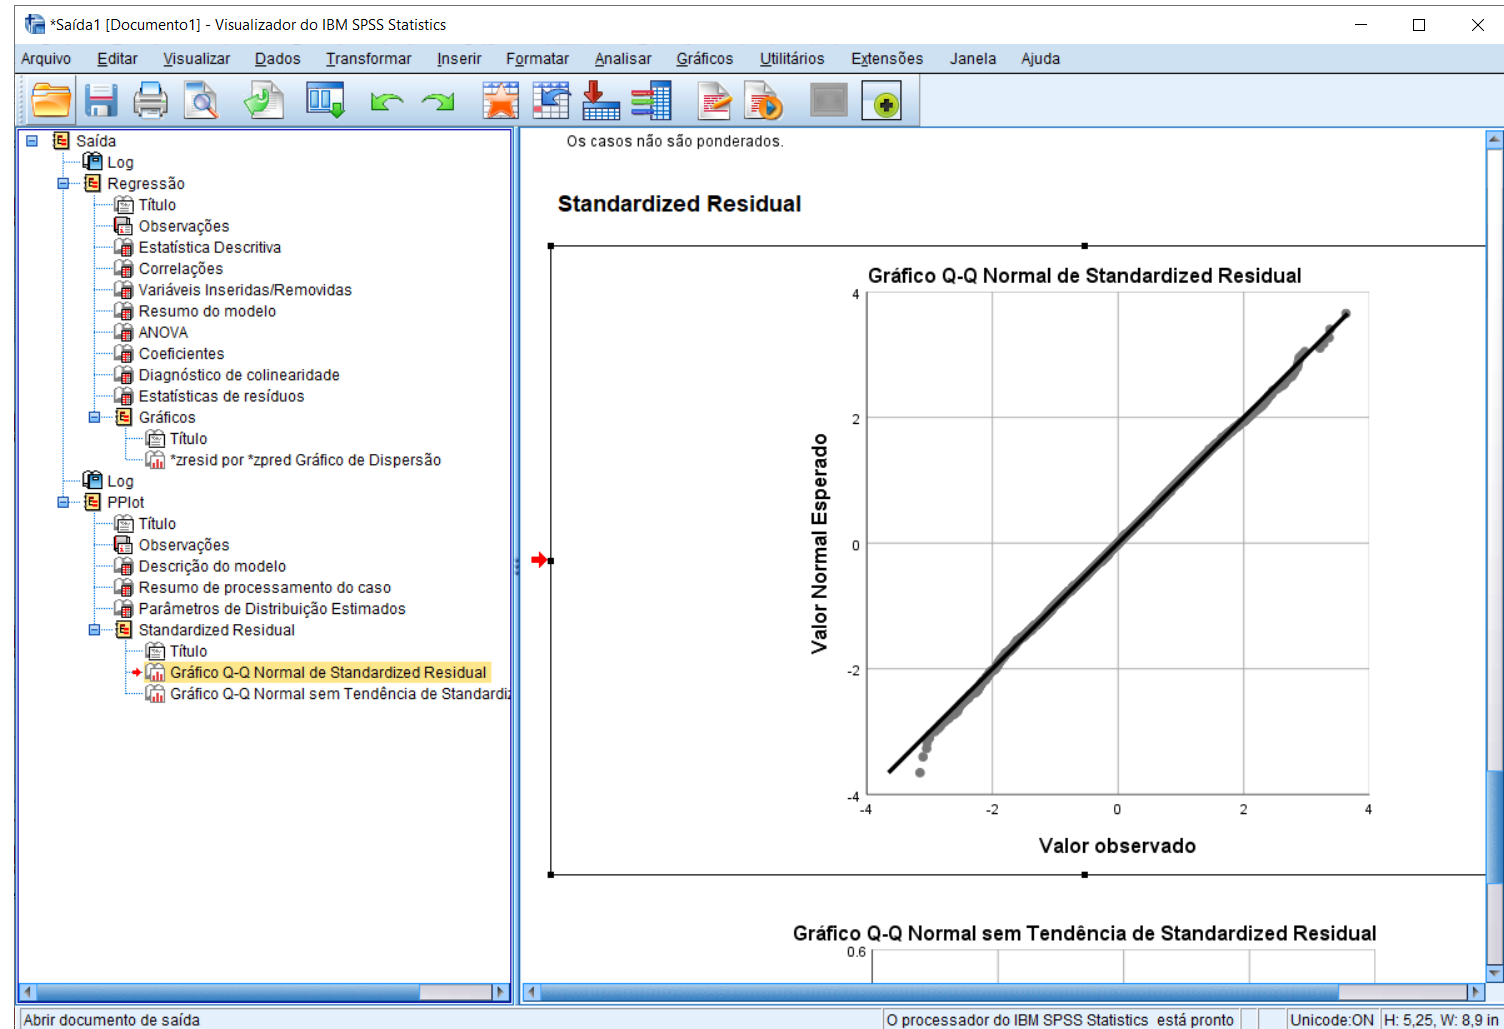 *Saída1 [Documento1] - Visualizador do IBM SPSS Statistics
Arquivo Editar Visualizar Dados Transformar Inserir Formatar Analisar Gráficos Utilitários Extensões Janela Ajuda
Saída
Log
Regressão
Título
Observações
Estatística Descritiva
Correlações
Variáveis Inseridas/Removidas
Resumo do modelo
ANOVA
Coeficientes
Diagnóstico de colinearidade
Estatísticas de resíduos
Gráficos
Título
*zresid por *zpred Gráfico de Dispersão
Log
PPlot
Título
Observações
Descrição do modelo
Resumo de processamento do caso
Parâmetros de Distribuição Estimados
Standardized Residual
Título
Gráfico Q-Q Normal de Standardized Residual
Gráfico Q-Q Normal sem Tendência de Standardiz
Os casos não são ponderados.
Standardized Residual
Gráfico Q-Q Normal de Standardized Residual
Valor Normal Esperado
4
2
0
-2
-4
-4 -2 0 2 4
Valor observado
Gráfico Q-Q Normal sem Tendência de Standardized Residual
0.6
Abrir documento de saída
O processador do IBM SPSS Statistics está pronto
Unicode:ON
H: 5,25, W: 8,9 in